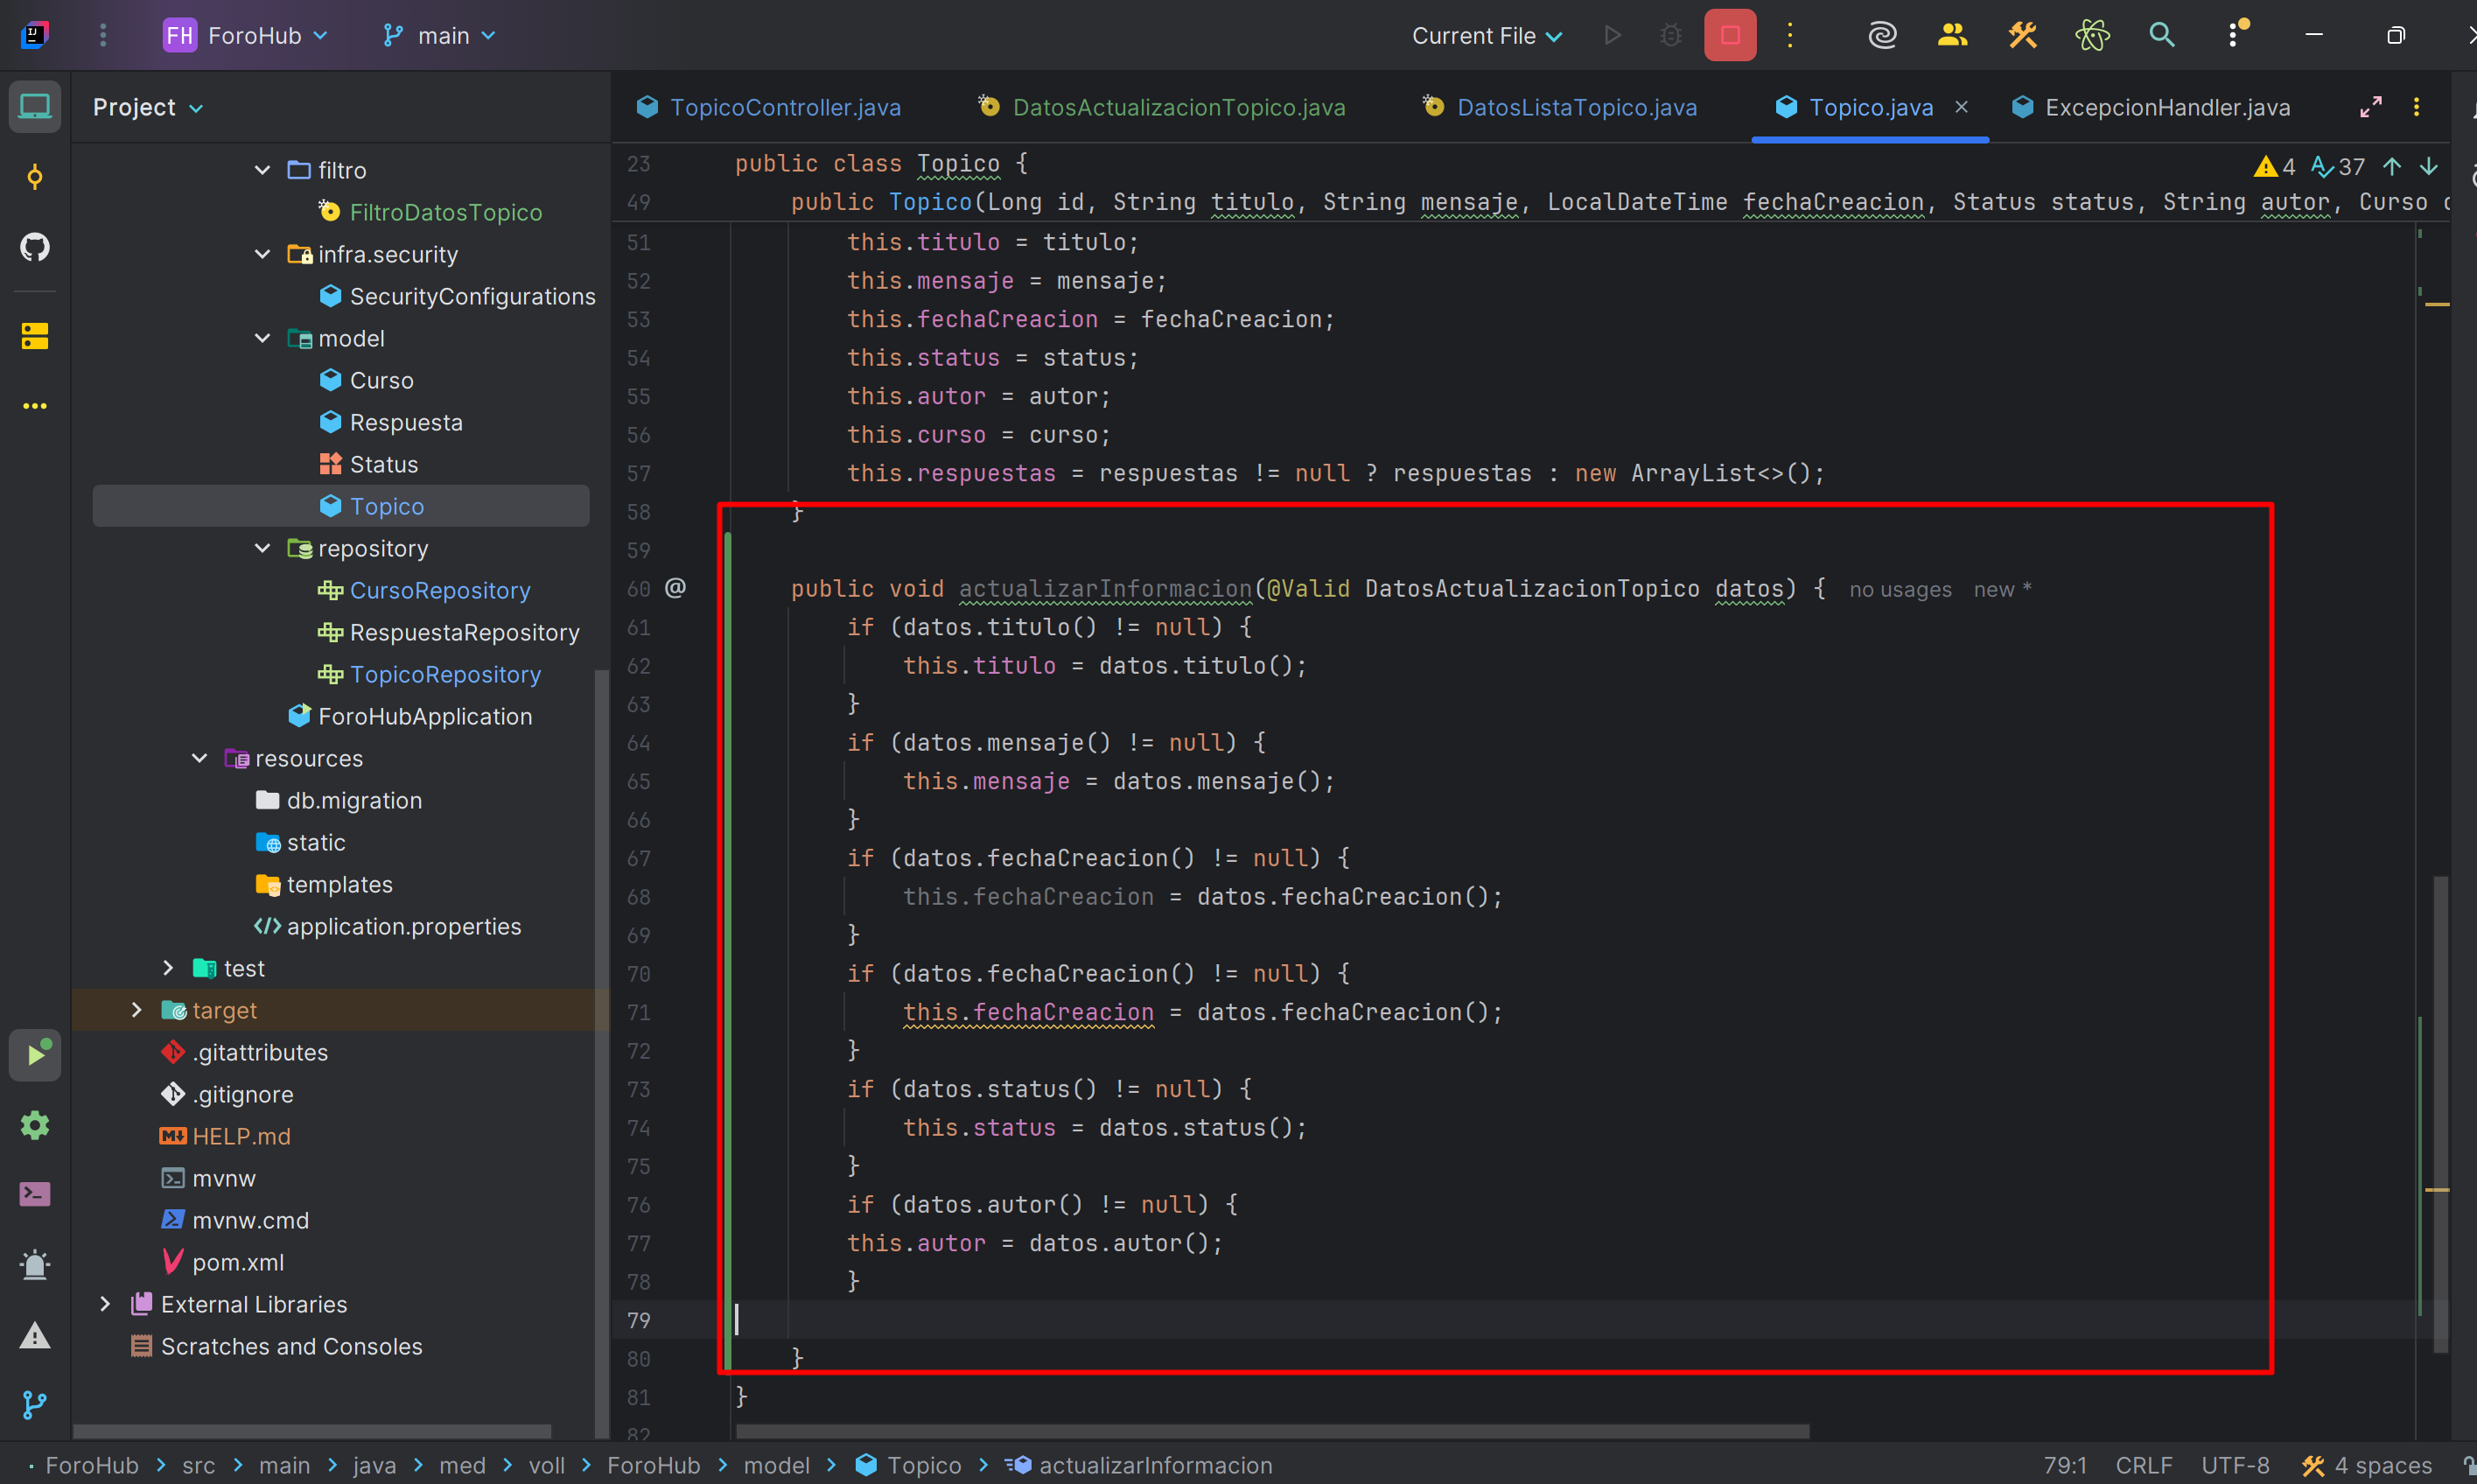 FH ForoHub main Current File
Project
filtro
FiltroDatosTopico
infra.security
SecurityConfigurations
model
Curso
Respuesta
Status
Topico
repository
CursoRepository
RespuestaRepository
TopicoRepository
ForoHubApplication
resources
db.migration
static
templates
application.properties
test
target
.gitattributes
.gitignore
HELP.md
mvnw
mvnw.cmd
pom.xml
External Libraries
Scratches and Consoles
TopicoController.java DatosActualizacionTopico.java DatosListaTopico.java Topico.java ExcepcionHandler.java
4 37
23 public class Topico {
49 public Topico(Long id, String titulo, String mensaje, LocalDateTime fechaCreacion, Status status, String autor, Curso
51 this.titulo = titulo;
52 this.mensaje = mensaje;
53 this.fechaCreacion = fechaCreacion;
54 this.status = status;
55 this.autor = autor;
56 this.curso = curso;
57 this.respuestas = respuestas != null ? respuestas : new ArrayList<>();
58 }
59
60 @ public void actualizarInformacion(@Valid DatosActualizacionTopico datos) { no usages new *
61 if (datos.titulo() != null) {
62 this.titulo = datos.titulo();
63 }
64 if (datos.mensaje() != null) {
65 this.mensaje = datos.mensaje();
66 }
67 if (datos.fechaCreacion() != null) {
68 this.fechaCreacion = datos.fechaCreacion();
69 }
70 if (datos.fechaCreacion() != null) {
71 this.fechaCreacion = datos.fechaCreacion();
72 }
73 if (datos.status() != null) {
74 this.status = datos.status();
75 }
76 if (datos.autor() != null) {
77 this.autor = datos.autor();
78 }
79
80 }
81 }
82
ForoHub > src > main > java > med > voll > ForoHub > model > Topico > actualizarInformacion 79:1 CRLF UTF-8 4 spaces